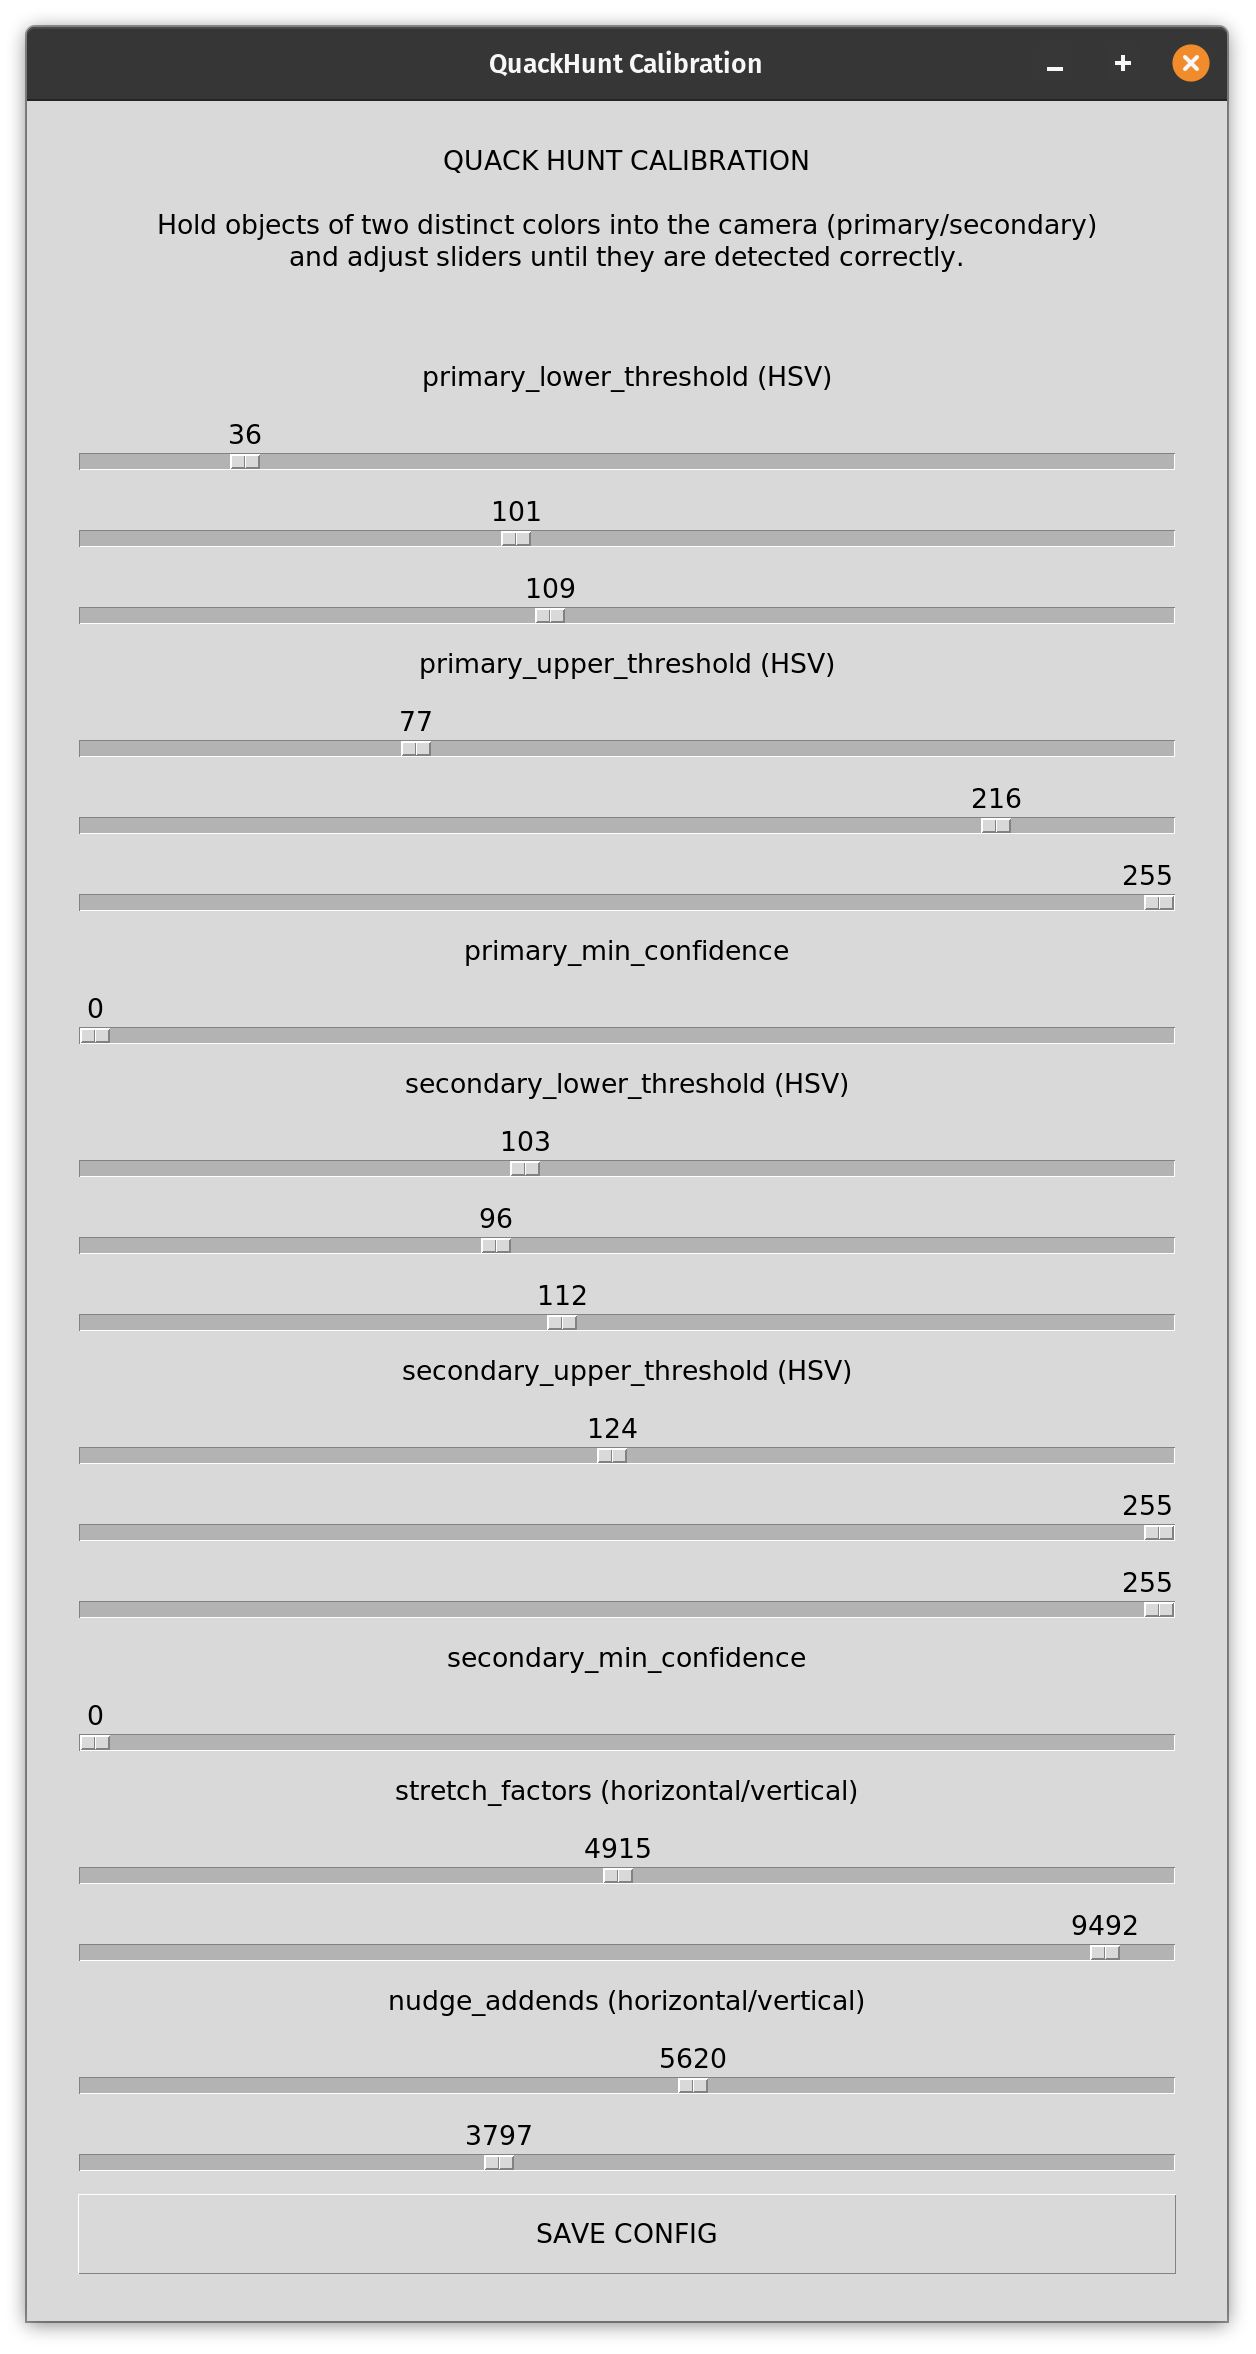 QuackHunt Calibration
QUACK HUNT CALIBRATION
Hold objects of two distinct colors into the camera (primary/secondary)
and adjust sliders until they are detected correctly.
primary_lower_threshold (HSV)
36
101
109
primary_upper_threshold (HSV)
77
216
255
primary_min_confidence
0
secondary_lower_threshold (HSV)
103
96
112
secondary_upper_threshold (HSV)
124
255
255
secondary_min_confidence
0
stretch_factors (horizontal/vertical)
4915
9492
nudge_addends (horizontal/vertical)
5620
3797
SAVE CONFIG